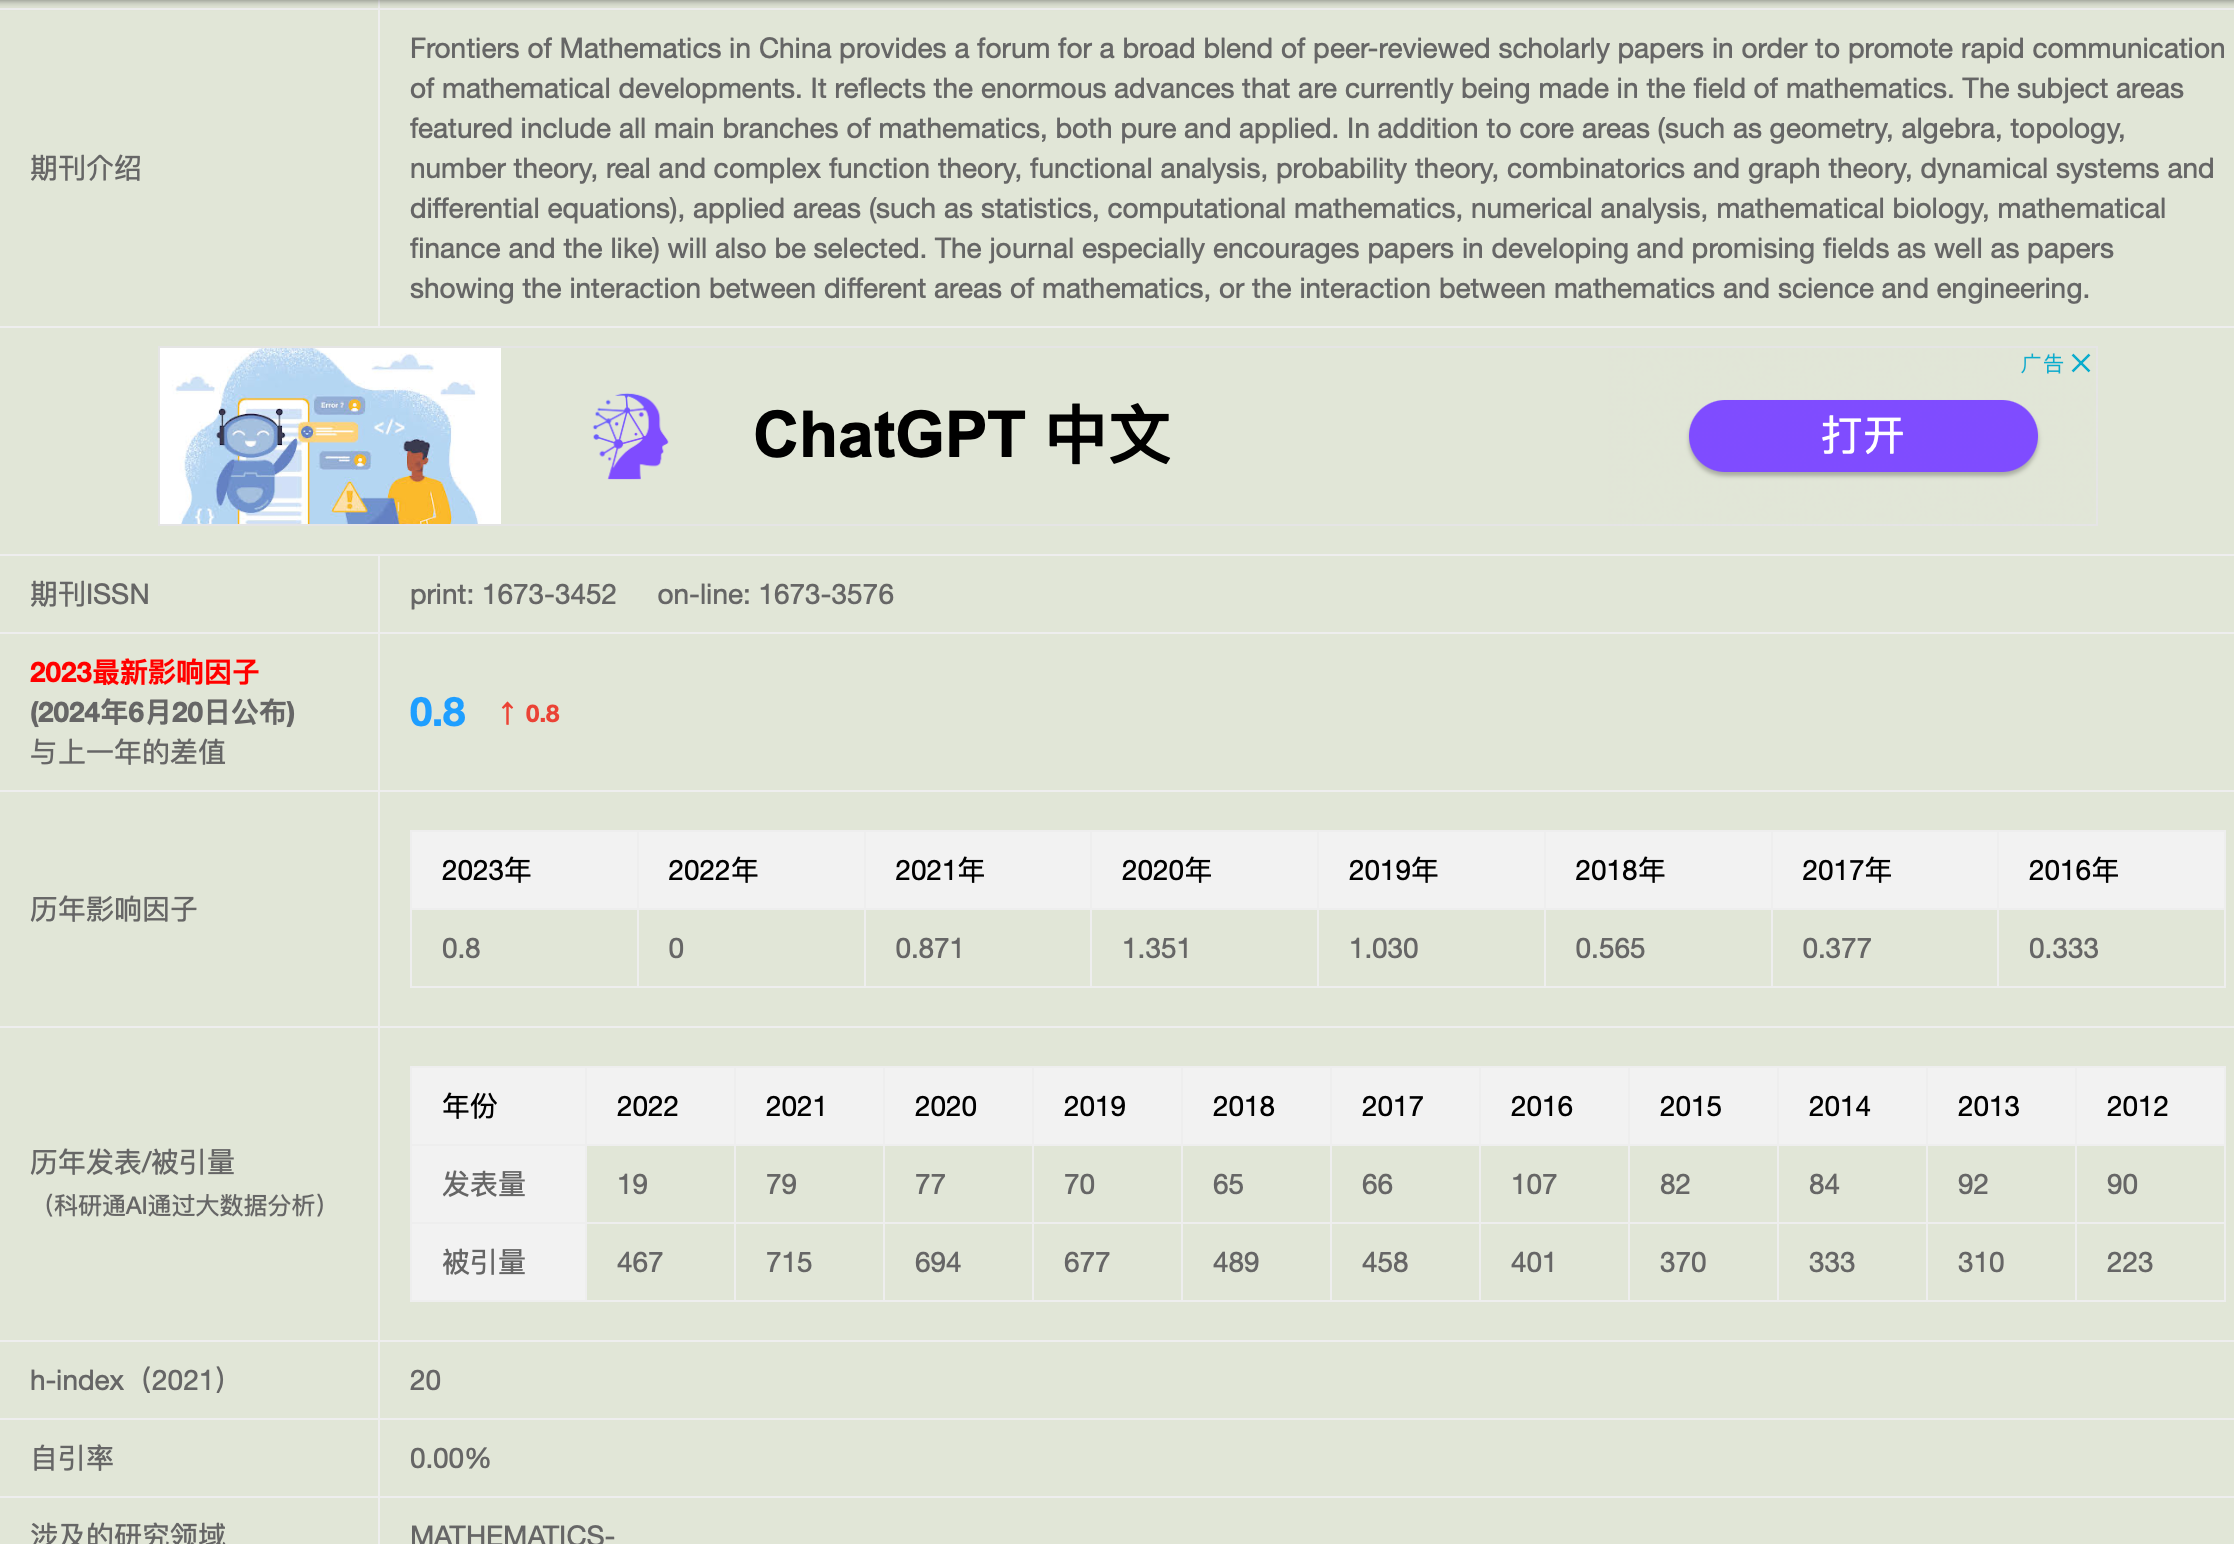 期刊介绍
Frontiers of Mathematics in China provides a forum for a broad blend of peer-reviewed scholarly papers in order to promote rapid communication
of mathematical developments. It reflects the enormous advances that are currently being made in the field of mathematics. The subject areas
featured include all main branches of mathematics, both pure and applied. In addition to core areas (such as geometry, algebra, topology,
number theory, real and complex function theory, functional analysis, probability theory, combinatorics and graph theory, dynamical systems and
differential equations), applied areas (such as statistics, computational mathematics, numerical analysis, mathematical biology, mathematical
finance and the like) will also be selected. The journal especially encourages papers in developing and promising fields as well as papers
showing the interaction between different areas of mathematics, or the interaction between mathematics and science and engineering.
Error ?
</>
{}
ChatGPT 中文
广告
打开
期刊ISSN
print: 1673-3452 on-line: 1673-3576
2023最新影响因子
(2024年6月20日公布)
与上一年的差值
0.8 ↑ 0.8
历年影响因子
2023年 2022年 2021年 2020年 2019年 2018年 2017年 2016年
0.8 0 0.871 1.351 1.030 0.565 0.377 0.333
历年发表/被引量
（科研通AI通过大数据分析）
年份 2022 2021 2020 2019 2018 2017 2016 2015 2014 2013 2012
发表量 19 79 77 70 65 66 107 82 84 92 90
被引量 467 715 694 677 489 458 401 370 333 310 223
h-index（2021） 20
自引率 0.00%
涉及的研究领域 MATHEMATICS-